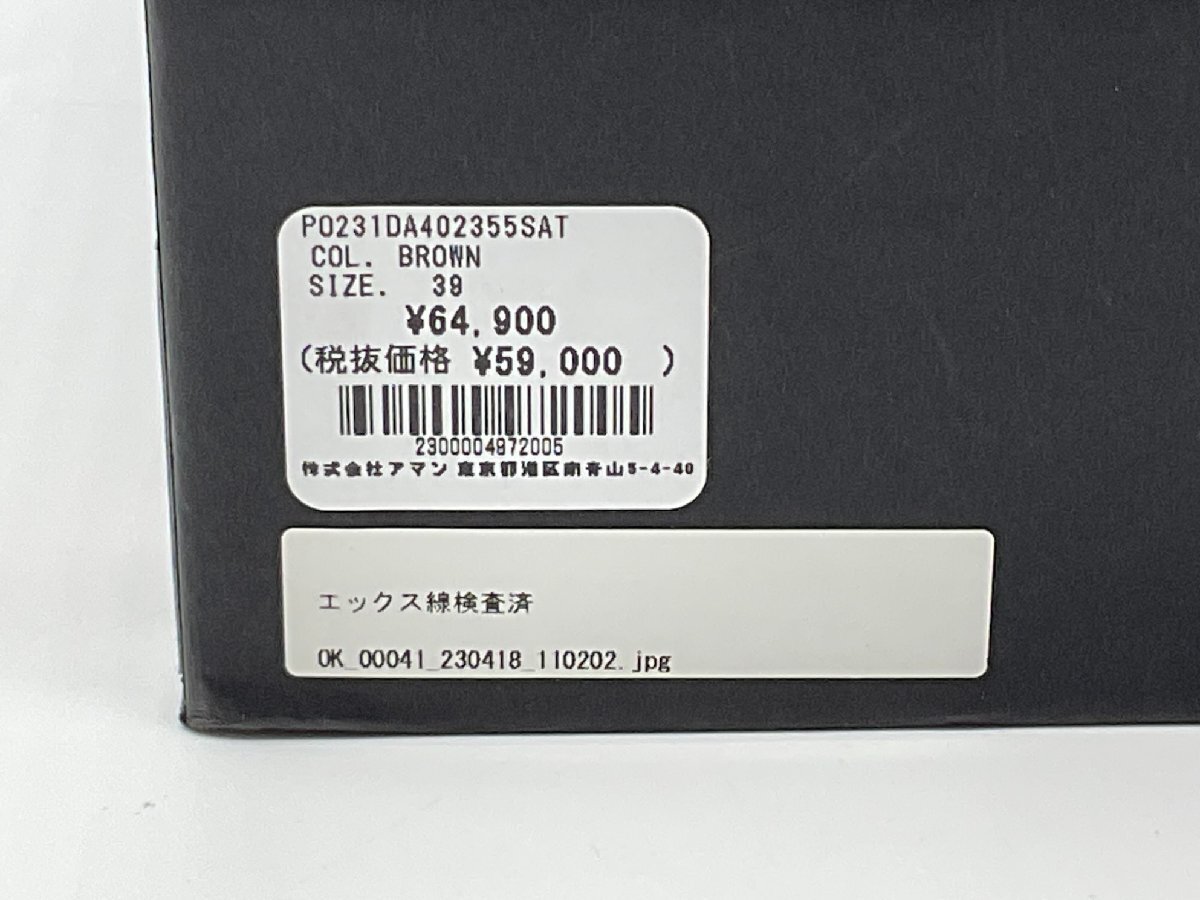 PO231DA402355SAT
COL. BROWN
SIZE. 39
¥64,900
(税抜価格 ¥59,000 )
2300004972005
株式会社アマン 東京都港区南青山5-4-40
エックス線検査済
OK_00041_230418_110202.jpg